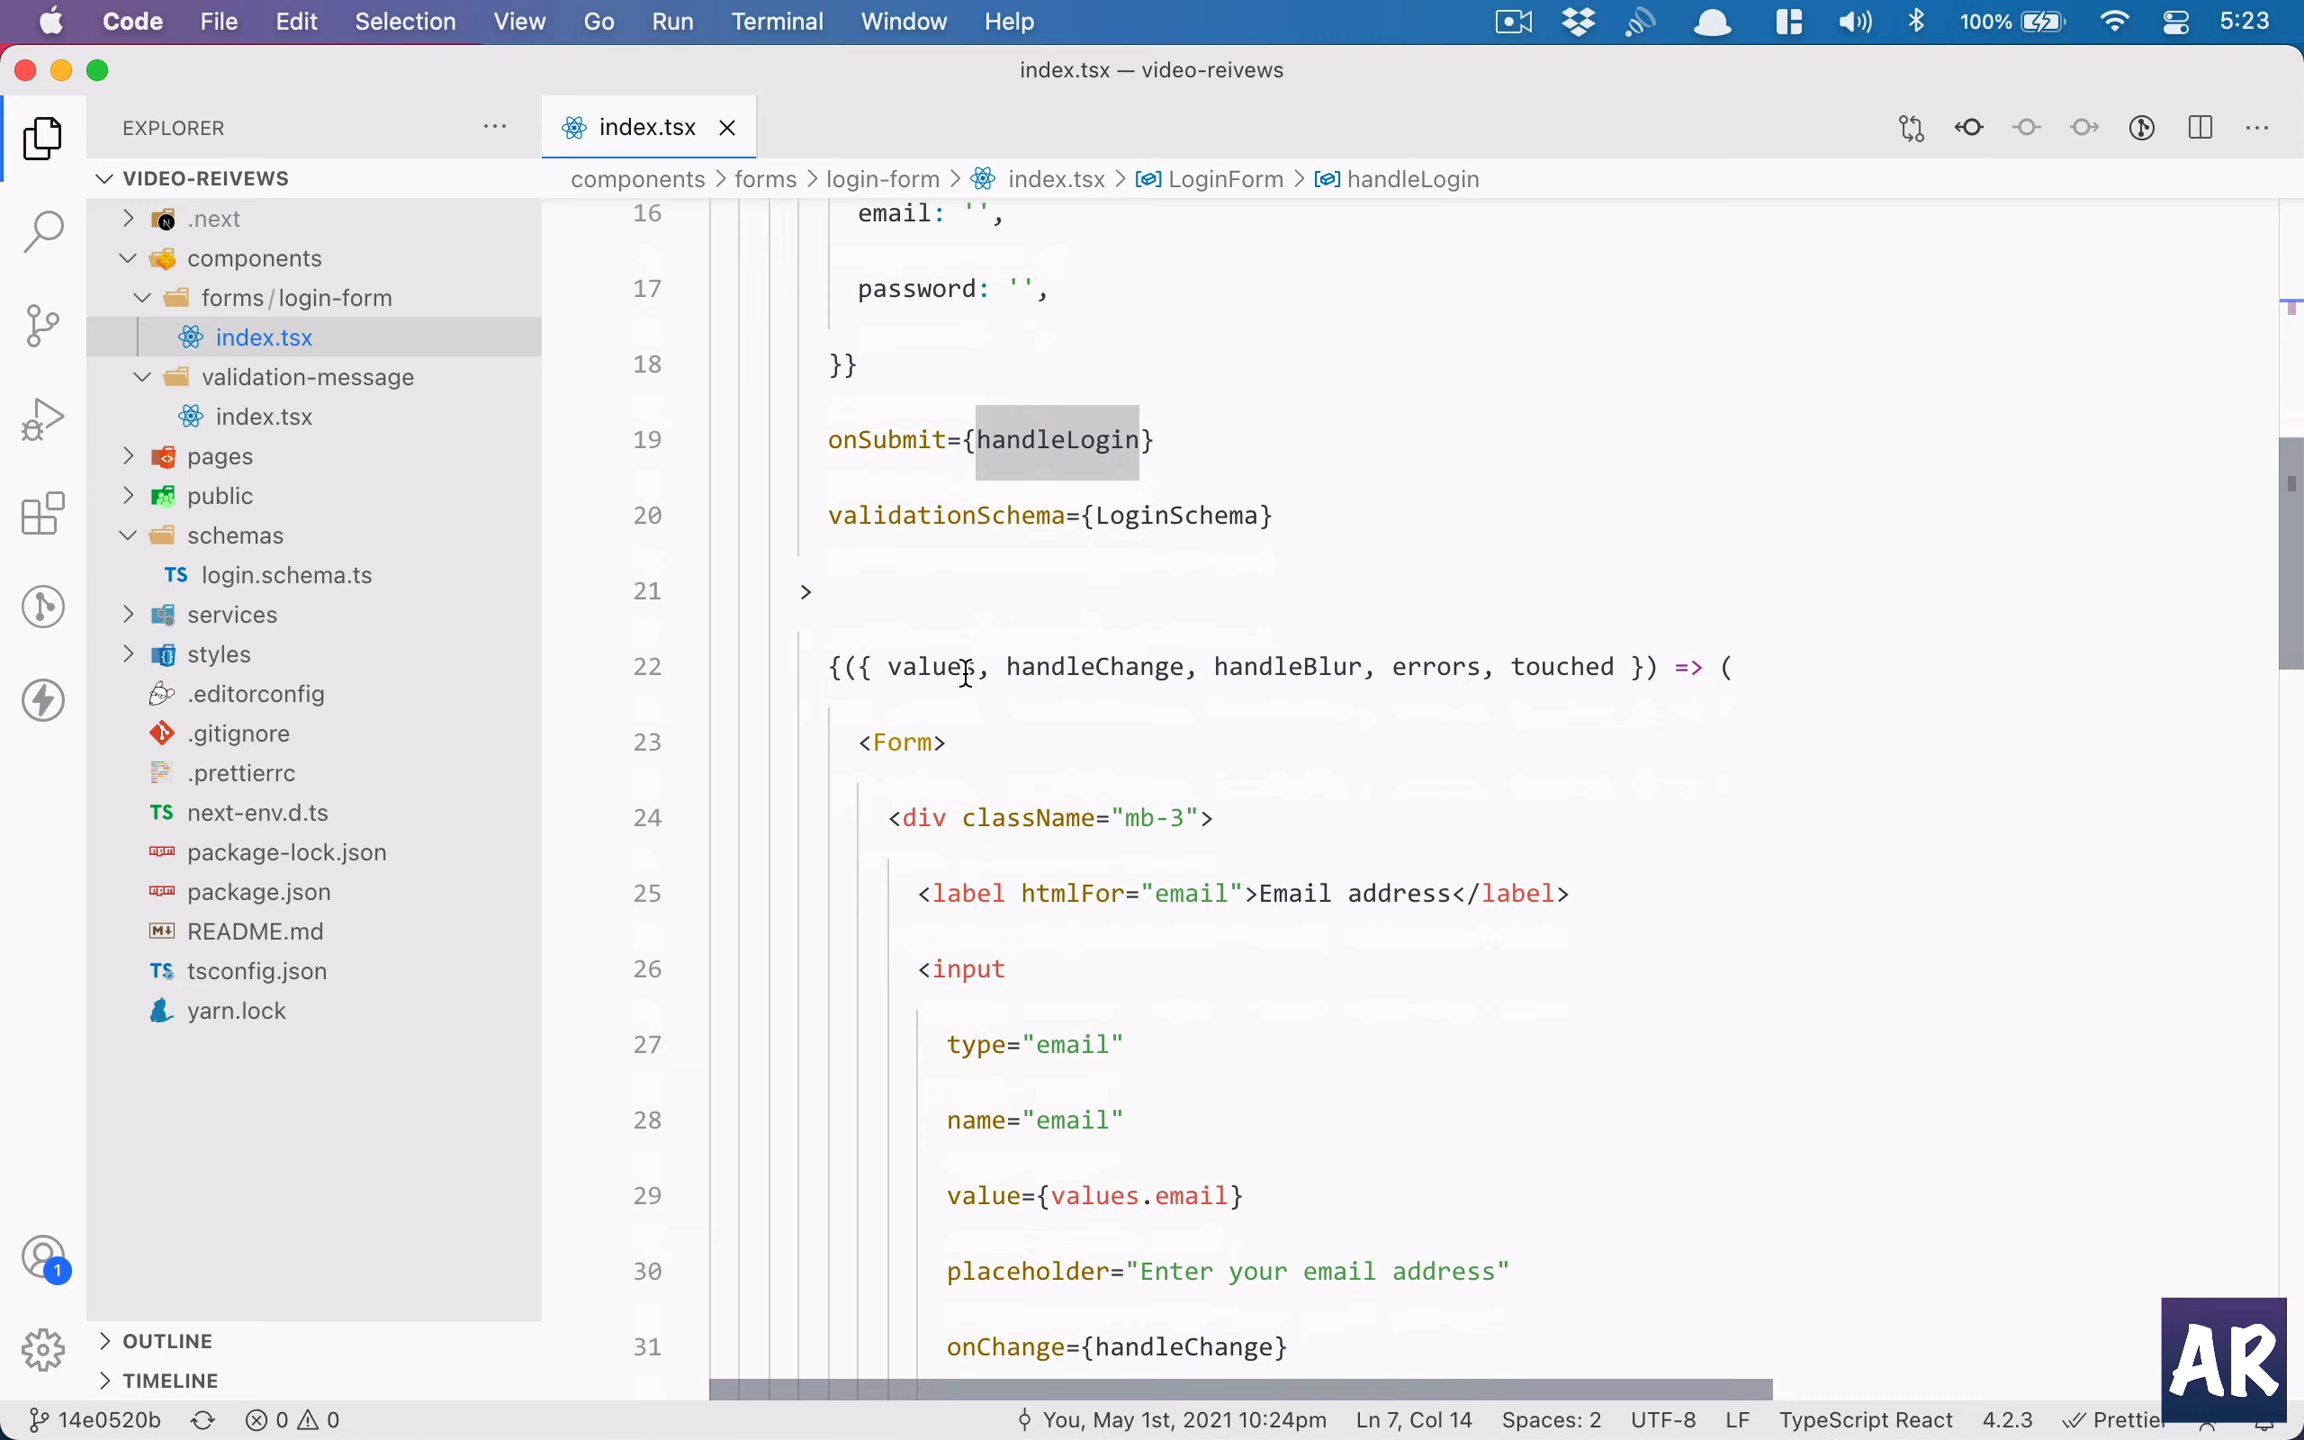 Code File Edit Selection View Go Run Terminal Window Help 100% 5:23
index.tsx — video-reivews
EXPLORER
index.tsx
VIDEO-REIVEWS
components > forms > login-form > index.tsx > LoginForm > handleLogin
.next
components
forms / login-form
index.tsx
validation-message
index.tsx
pages
public
schemas
TS login.schema.ts
services
styles
.editorconfig
.gitignore
.prettierrc
TS next-env.d.ts
package-lock.json
package.json
README.md
TS tsconfig.json
yarn.lock
OUTLINE
TIMELINE
1
16 email: '',
17 password: '',
18 }}
19 onSubmit={handleLogin}
20 validationSchema={LoginSchema}
21 >
22 {({ values, handleChange, handleBlur, errors, touched }) => (
23 <Form>
24 <div className="mb-3">
25 <label htmlFor="email">Email address</label>
26 <input
27 type="email"
28 name="email"
29 value={values.email}
30 placeholder="Enter your email address"
31 onChange={handleChange}
AR
14e0520b 0 0 You, May 1st, 2021 10:24pm Ln 7, Col 14 Spaces: 2 UTF-8 LF TypeScript React 4.2.3